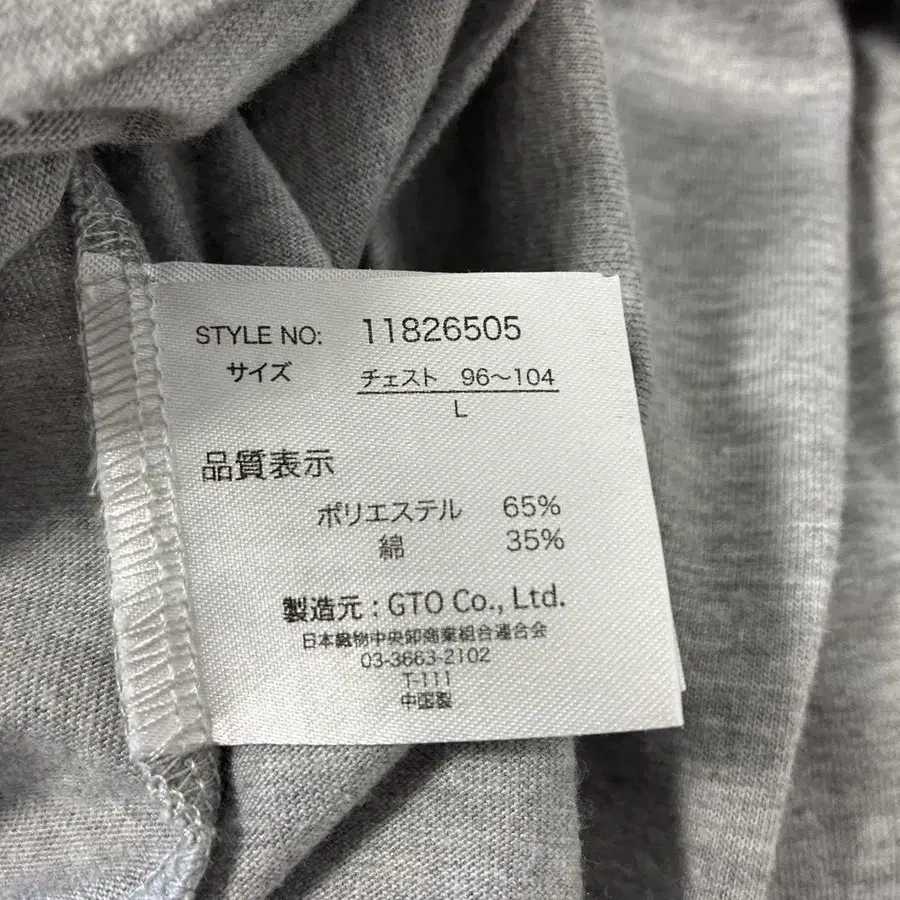 STYLE NO: 11826505
サイズ チェスト 96～104
L
品質表示
ポリエステル 65%
綿 35%
製造元 : GTO Co., Ltd.
日本織物中央卸商業組合連合会
03-3663-2102
T-111
中国製